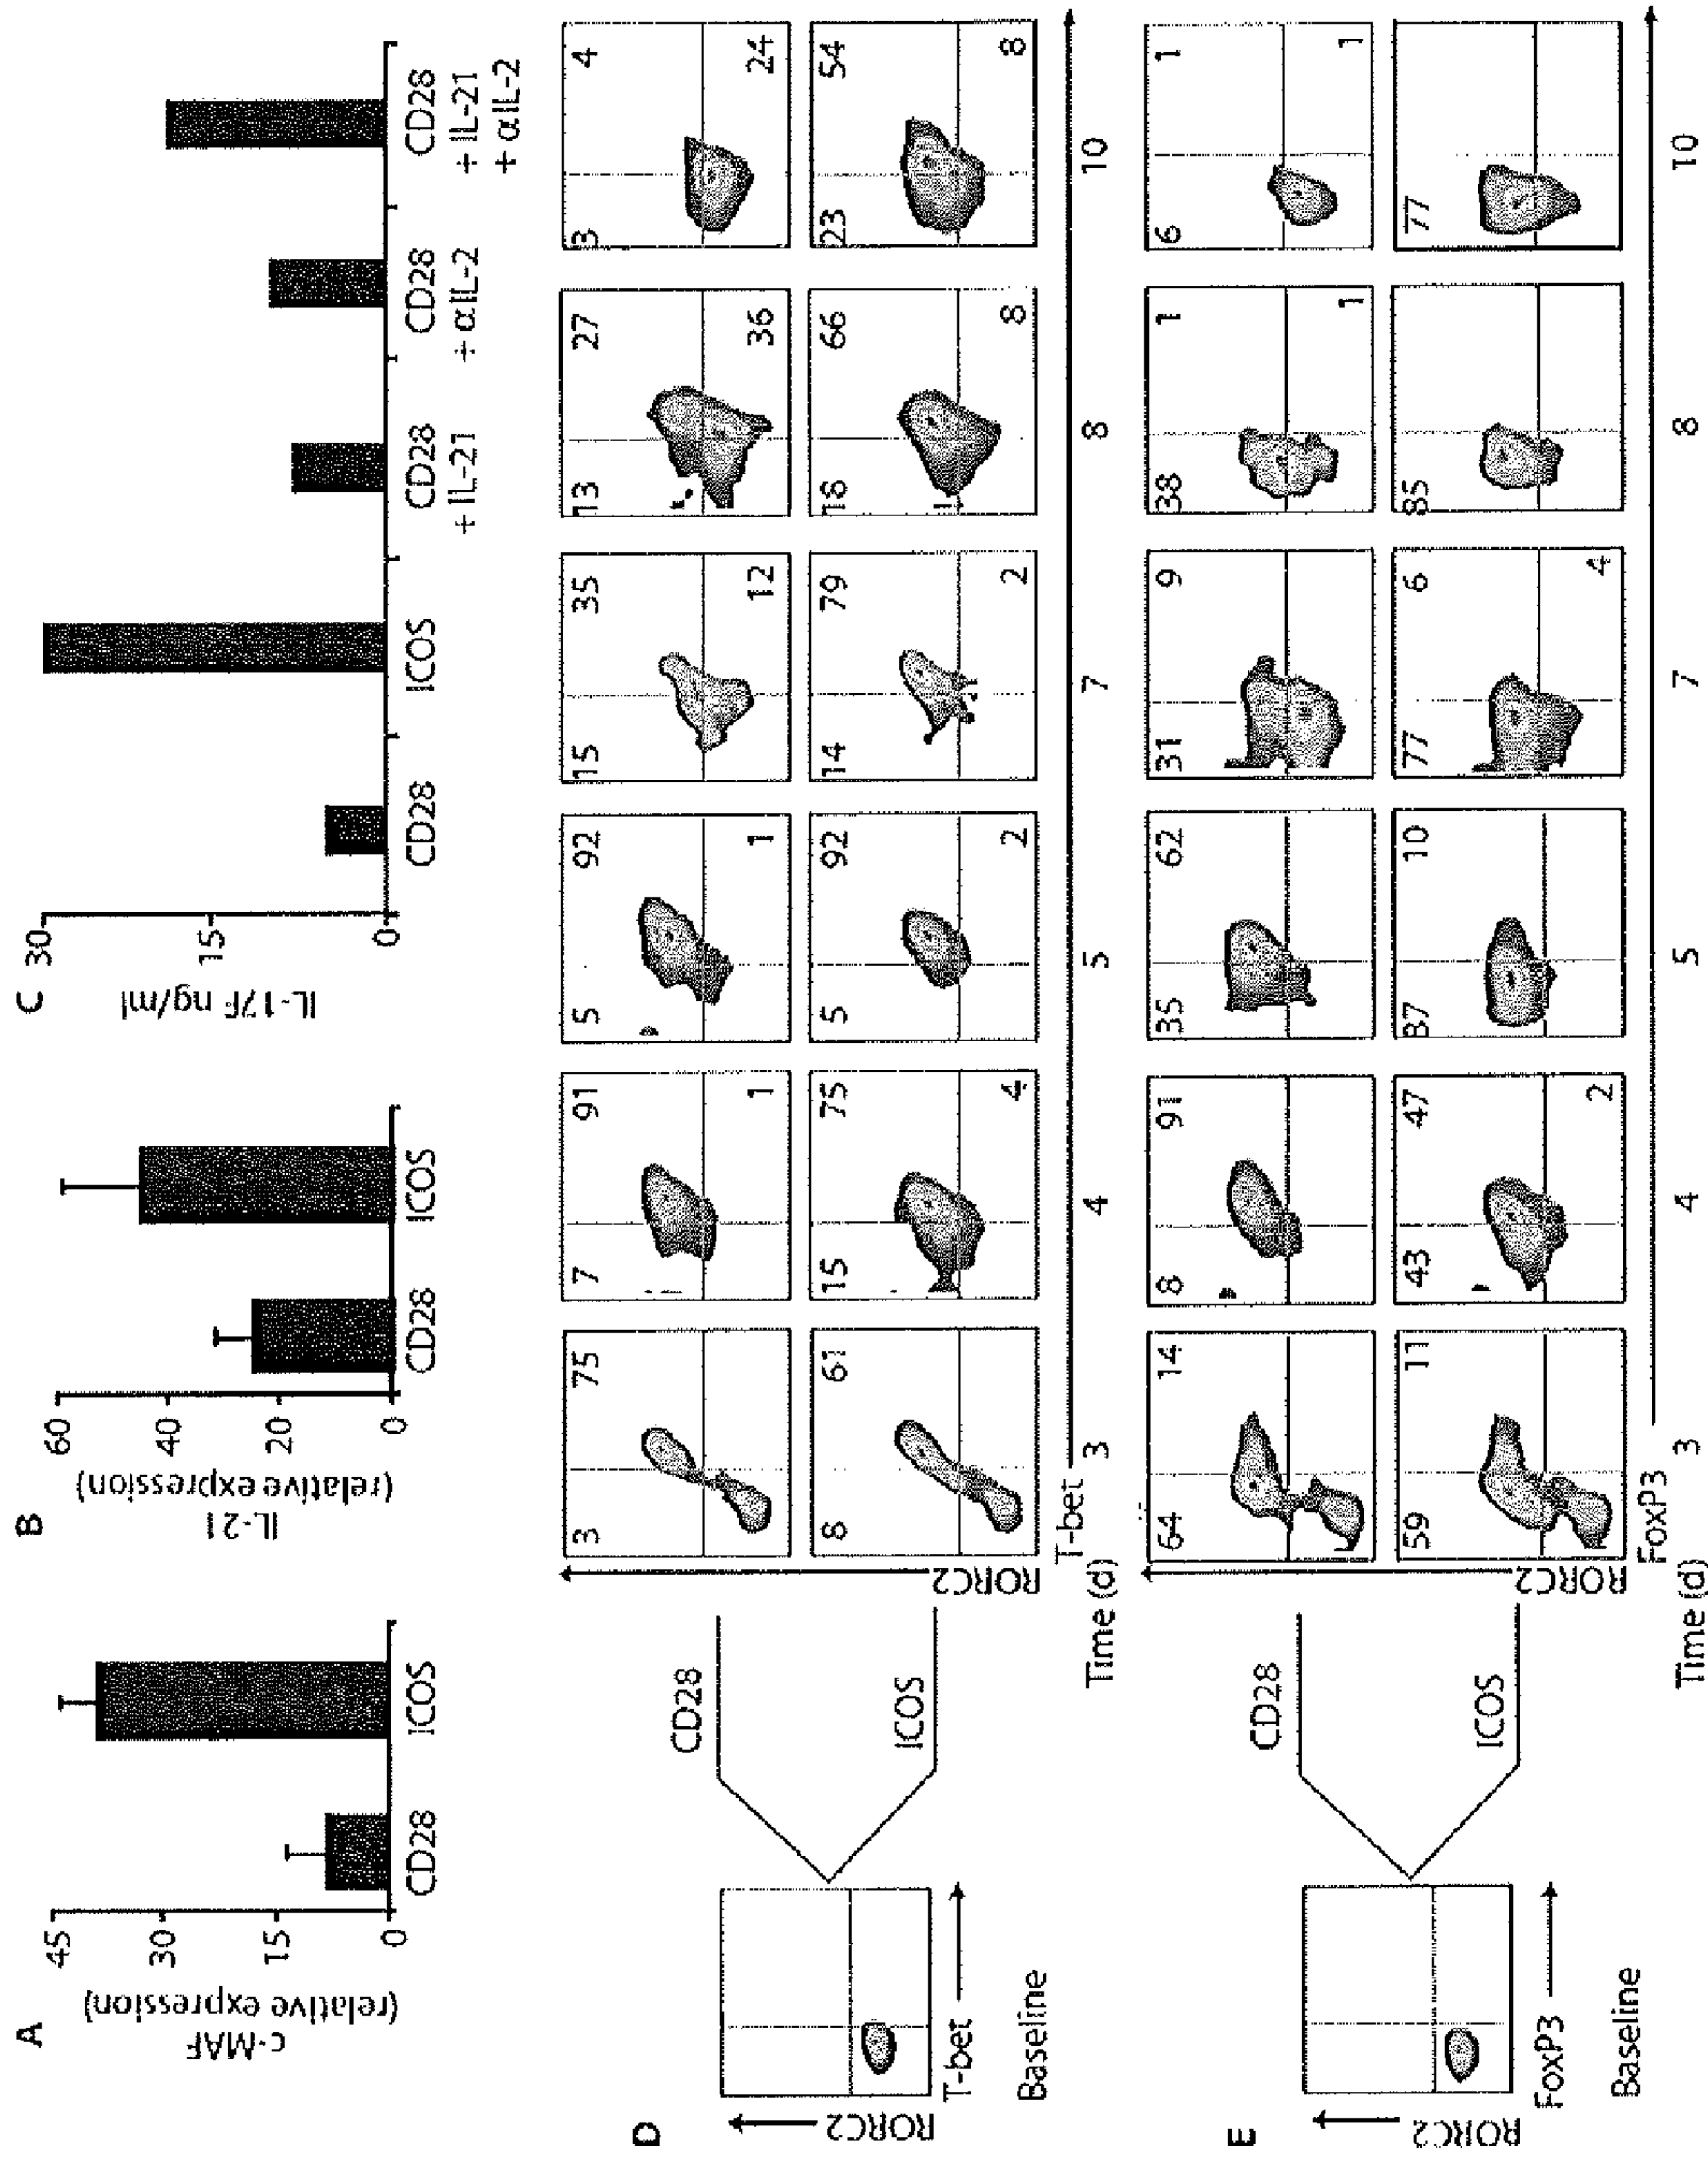 A
c-MAF
(relative expression)
45
30
15
0
CD28
ICOS
B
IL-21
(relative expression)
60
40
20
0
CD28
ICOS
C
IL-17F ng/ml
30
15
0
CD28
ICOS
CD28
+ IL-21
CD28
+ αIL-2
CD28
+ IL-21
+ αIL-2
D
RORC2
T-bet
Baseline
CD28
ICOS
RORC2
3 75
7 91
1
5 92
1
15 35
12
13 27
36
3 4
24
8 61
15 75
4
5 92
2
14 79
2
18 66
8
23 54
8
T-bet
Time (d) 3 4 5 7 8 10
E
RORC2
FoxP3
Baseline
CD28
ICOS
RORC2
64 14
8 91
35 62
31 9
38 1
1
6 1
1
59 11
43 47
2
87 10
77 6
4
85
77
FoxP3
Time (d) 3 4 5 7 8 10